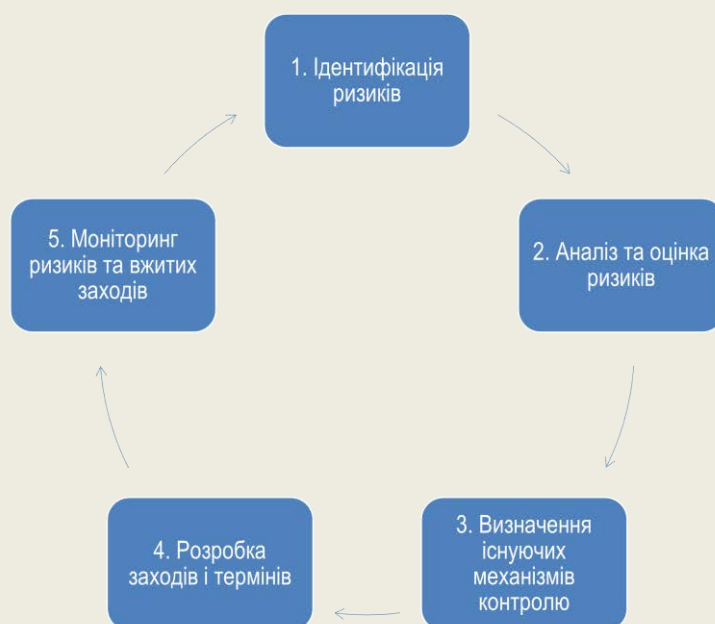 1. Ідентифікація
ризиків
2. Аналіз та оцінка
ризиків
3. Визначення
існуючих
механізмів
контролю
4. Розробка
заходів і термінів
5. Моніторинг
ризиків та вжитих
заходів